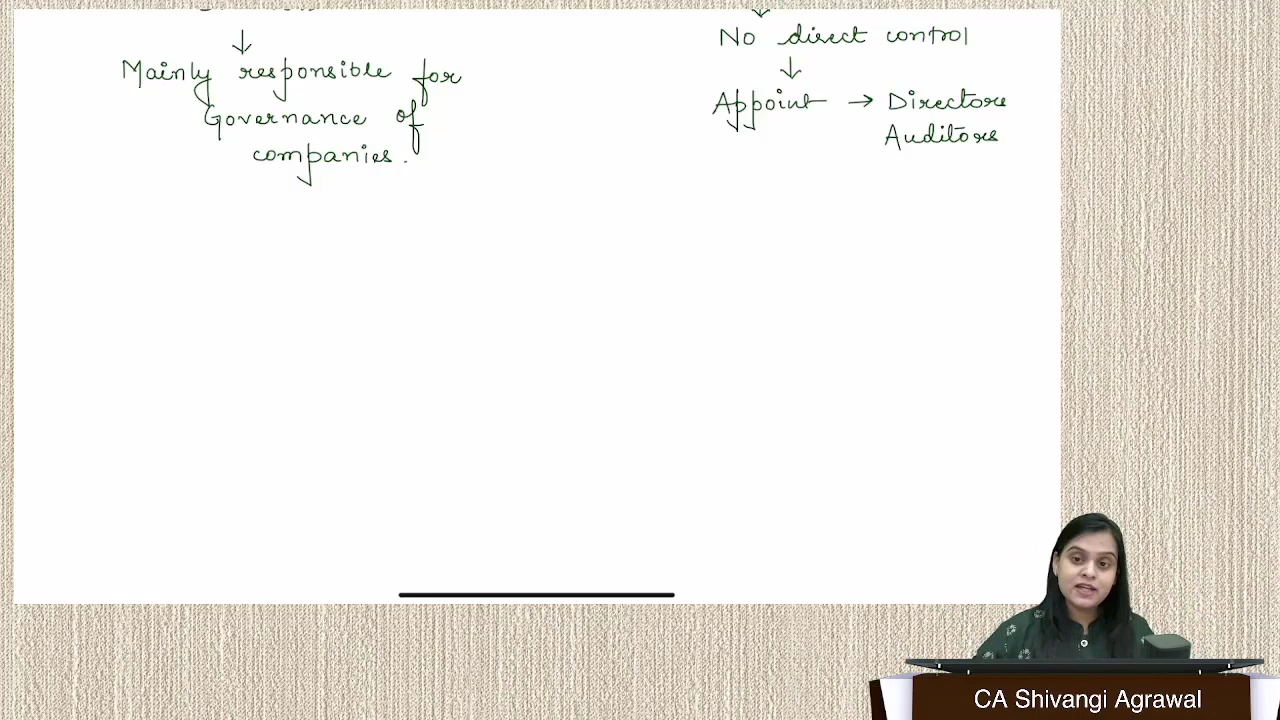 Mainly responsible for
Governance of
companies.
No direct control
Appoint → Directors
Auditors
CA Shivangi Agrawal